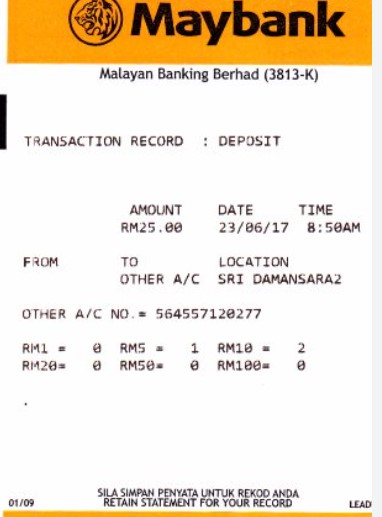 Maybank
Malayan Banking Berhad (3813-K)
TRANSACTION RECORD : DEPOSIT
AMOUNT DATE TIME
RM25.00 23/06/17 8:50AM
FROM TO LOCATION
OTHER A/C SRI DAMANSARA2
OTHER A/C NO.= 564557120277
RM1 = 0 RM5 = 1 RM10 = 2
RM20= 0 RM50= 0 RM100= 0
.
SILA SIMPAN PENYATA UNTUK REKOD ANDA
01/09 RETAIN STATEMENT FOR YOUR RECORD LEAD